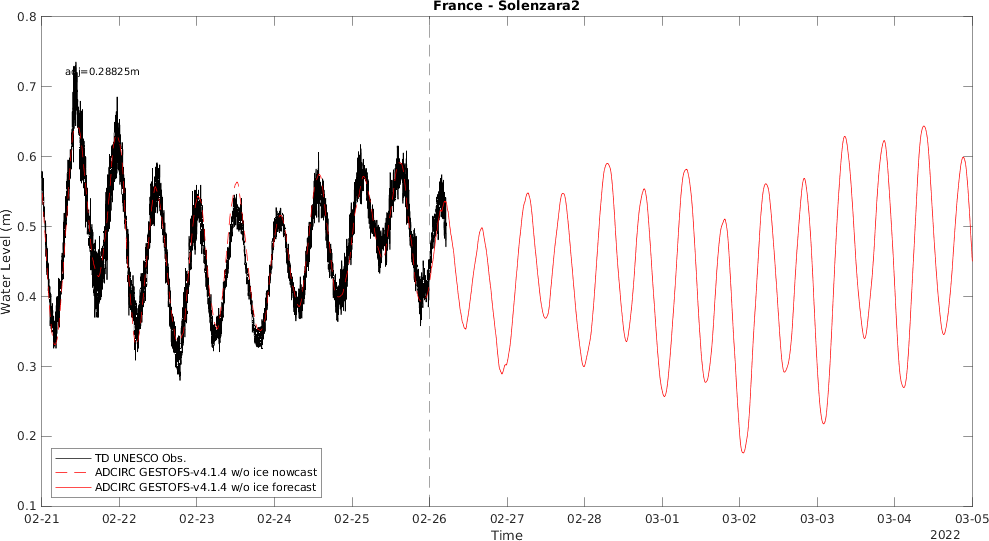 France - Solenzara2
0.8
0.7
0.6
0.5
0.4
0.3
0.2
0.1
Water Level (m)
adj=0.28825m
TD UNESCO Obs.
ADCIRC GESTOFS-v4.1.4 w/o ice nowcast
ADCIRC GESTOFS-v4.1.4 w/o ice forecast
02-21 02-22 02-23 02-24 02-25 02-26 02-27 02-28 03-01 03-02 03-03 03-04 03-05
Time
2022